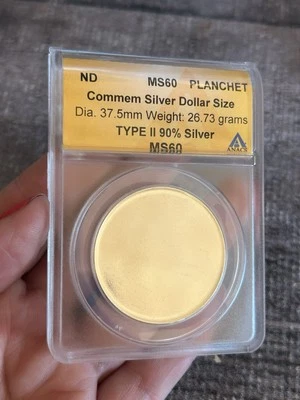 ND MS60 PLANCHET
Commem Silver Dollar Size
Dia. 37.5mm Weight: 26.73 grams
TYPE II 90% Silver
ANACS
MS60